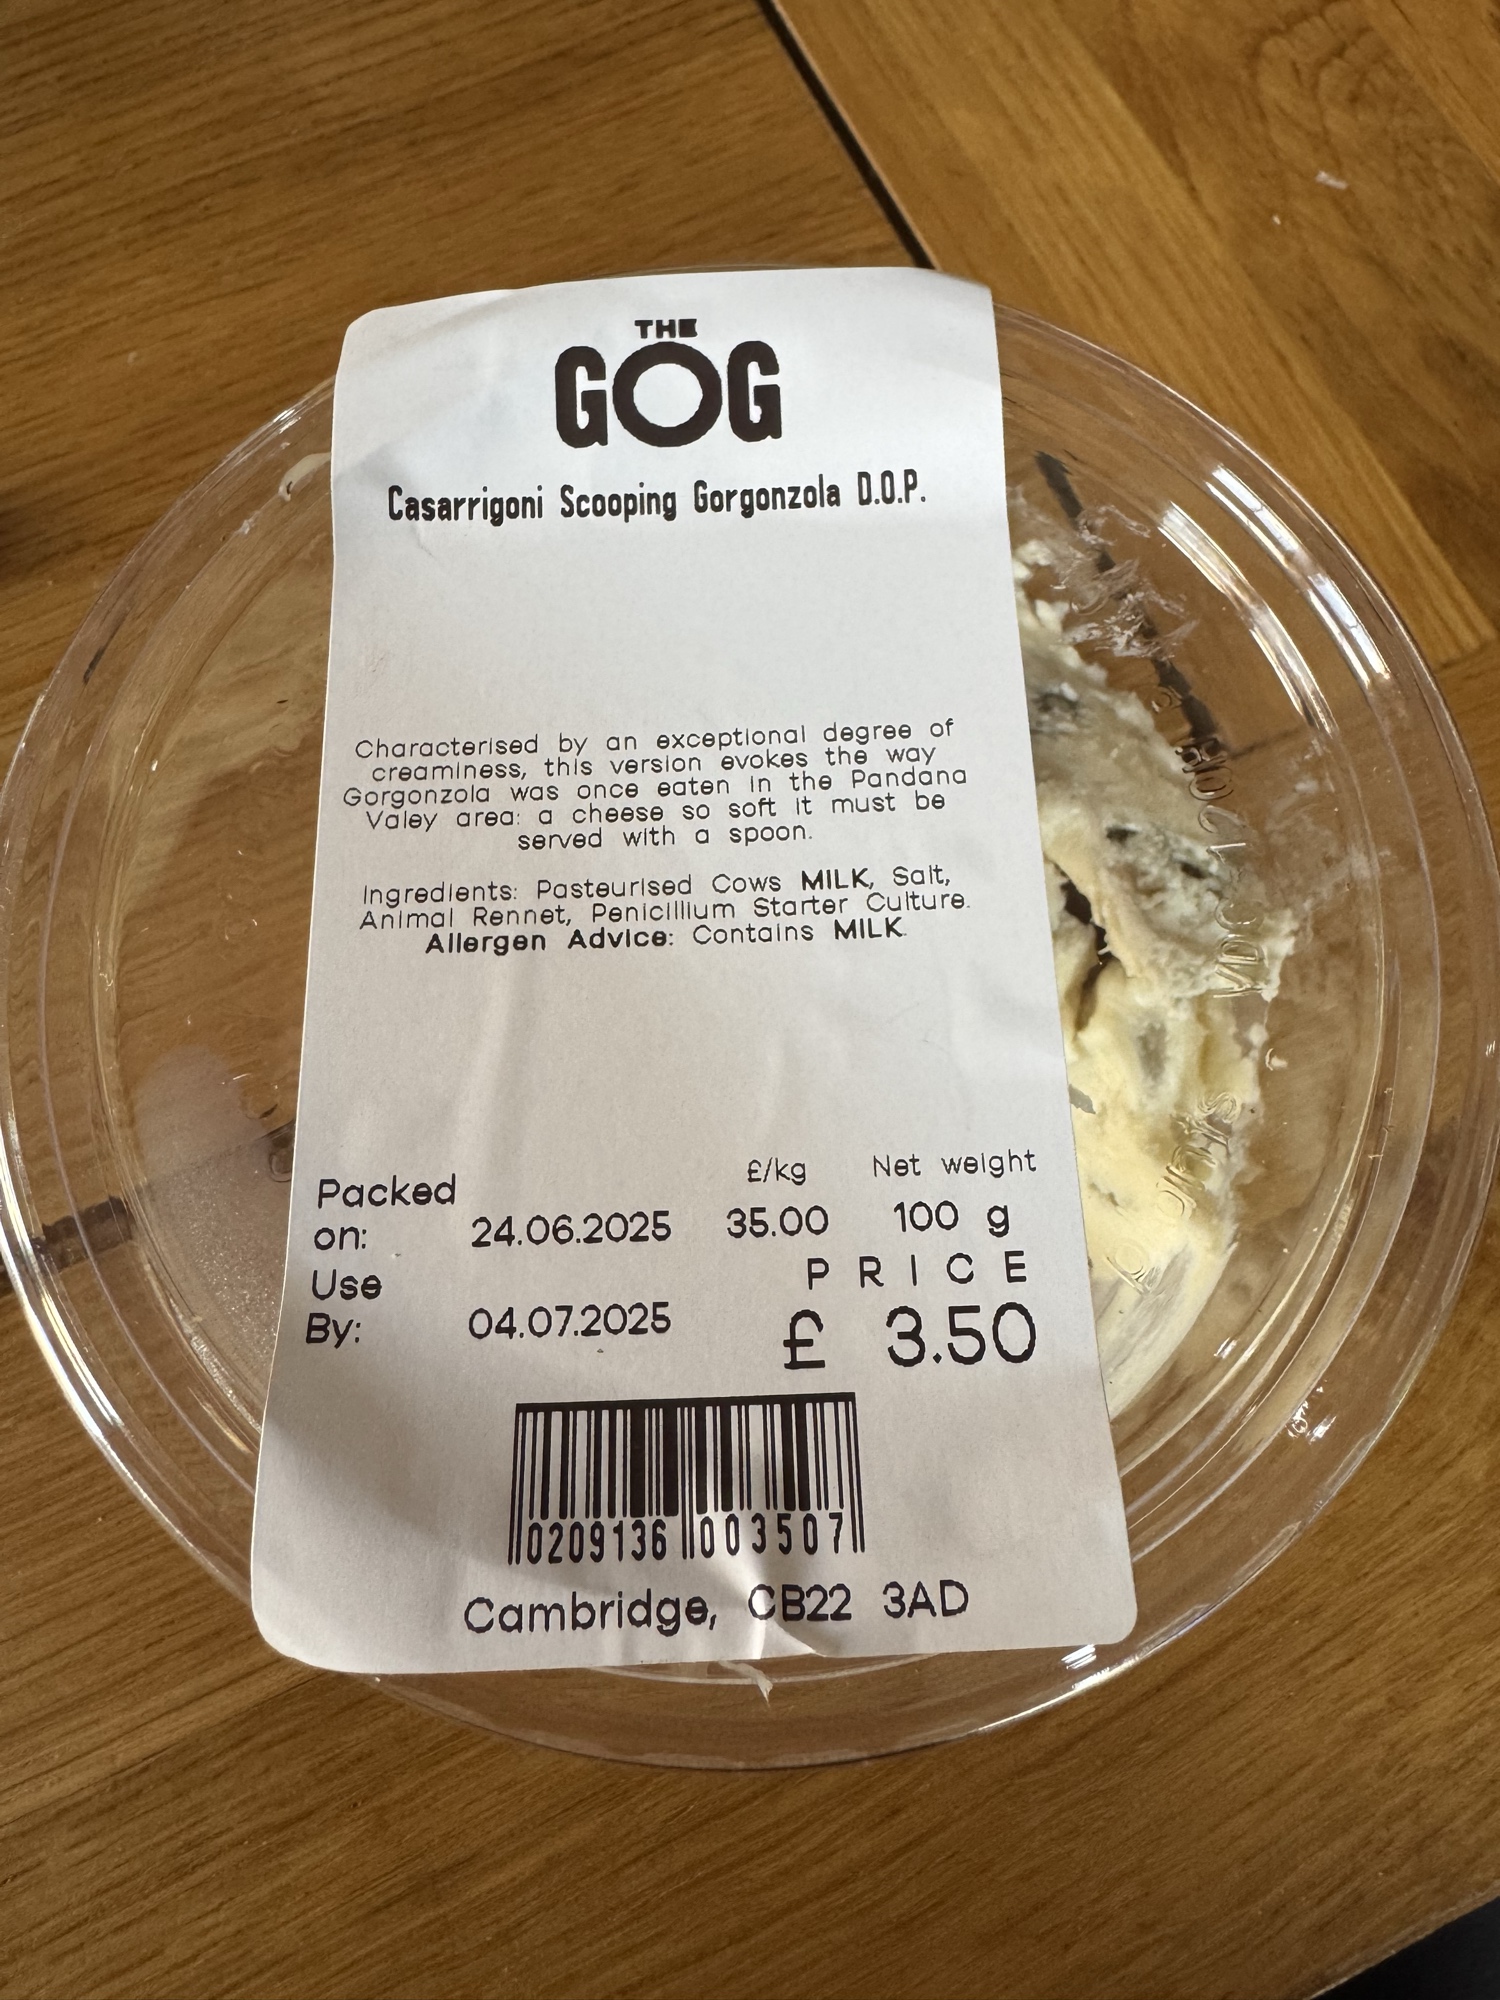 THE
GOG
Casarrigoni Scooping Gorgonzola D.O.P.
Characterised by an exceptional degree of
creaminess, this version evokes the way
Gorgonzola was once eaten in the Pandana
Valey area: a cheese so soft it must be
served with a spoon.
Ingredients: Pasteurised Cows MILK, Salt,
Animal Rennet, Penicillium Starter Culture.
Allergen Advice: Contains MILK.
£/kg Net weight
Packed
on: 24.06.2025 35.00 100 g
PRICE
Use
By: 04.07.2025 £ 3.50
0209136 003507
Cambridge, CB22 3AD